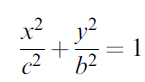 x²/c² + y²/b² = 1